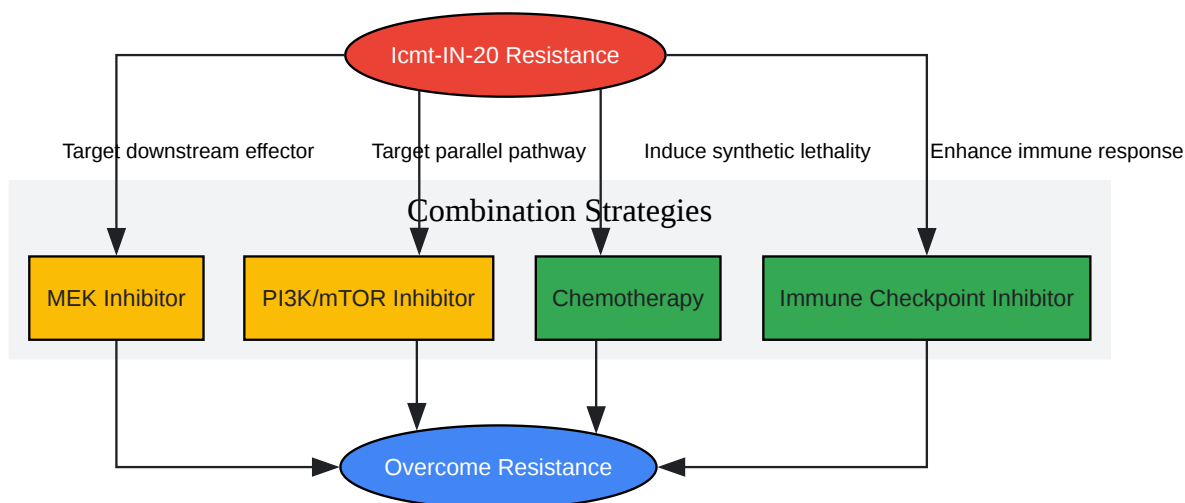 Icmt-IN-20 Resistance
Target downstream effector
Target parallel pathway
Induce synthetic lethality
Enhance immune response
Combination Strategies
MEK Inhibitor
PI3K/mTOR Inhibitor
Chemotherapy
Immune Checkpoint Inhibitor
Overcome Resistance